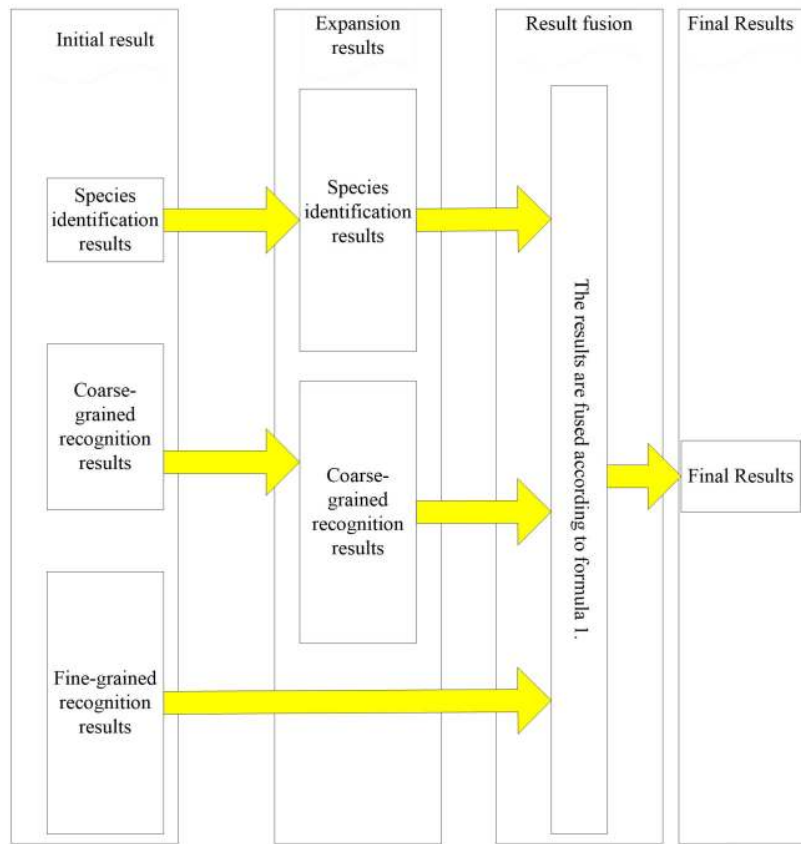 Initial result
Expansion
results
Result fusion
Final Results
Species
identification
results
Species
identification
results
Coarse-
grained
recognition
results
Coarse-
grained
recognition
results
Fine-grained
recognition
results
The results are fused according to formula 1.
Final Results